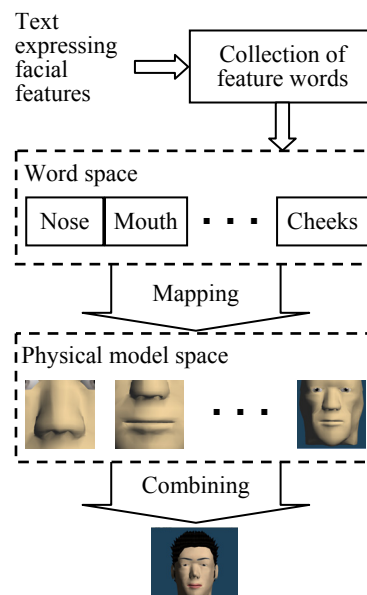 Text
expressing
facial
features
Collection of
feature words
Word space
Nose Mouth . . . Cheeks
Mapping
Physical model space
. . .
Combining